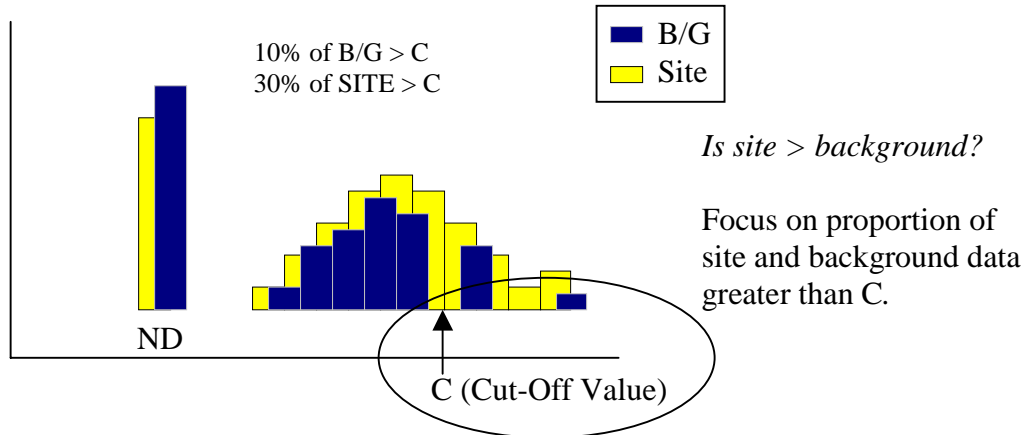 10% of B/G > C
30% of SITE > C
B/G
Site
Is site > background?
Focus on proportion of
site and background data
greater than C.
ND
C (Cut-Off Value)